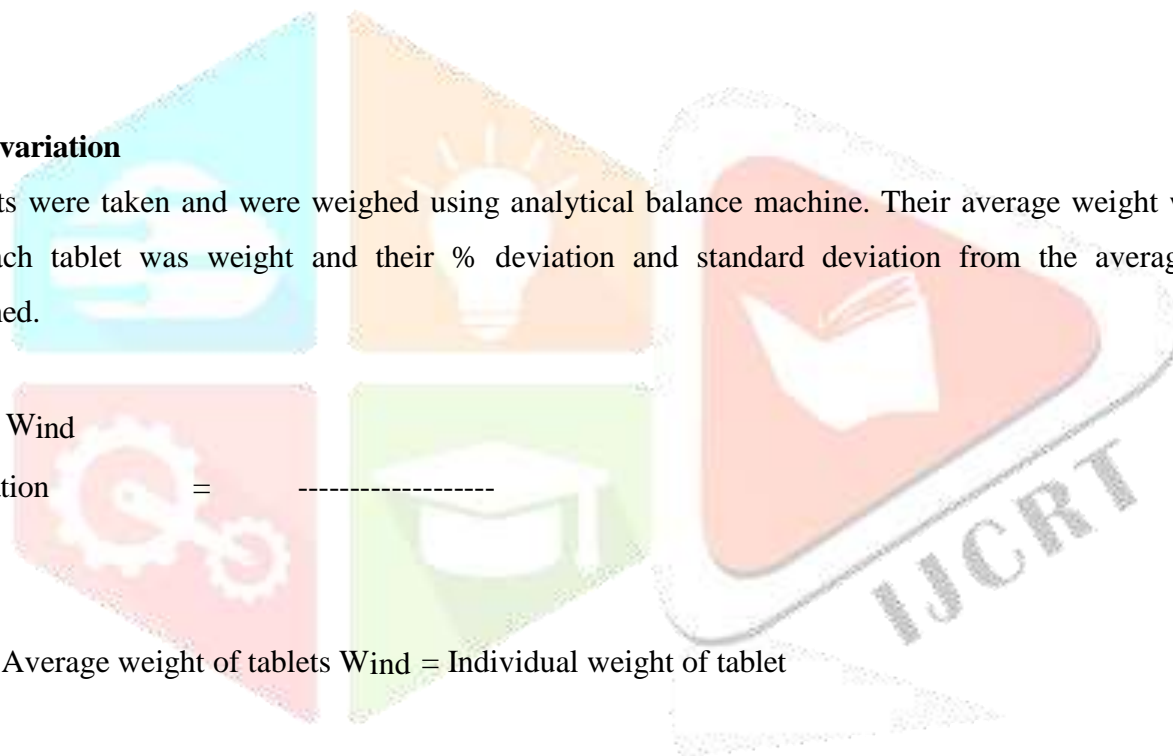 variation
ts were taken and were weighed using analytical balance machine. Their average weight w
ach tablet was weight and their % deviation and standard deviation from the averag
ned.
Wind
tion = -------------------
Average weight of tablets Wind = Individual weight of tablet
IJCRT